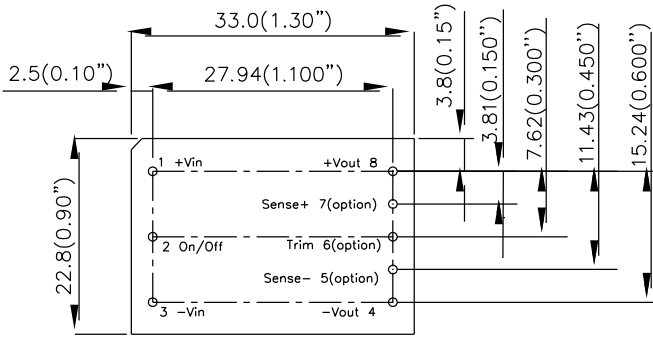 33.0(1.30")
2.5(0.10")
27.94(1.100")
3.8(0.15")
3.81(0.150")
7.62(0.300")
11.43(0.450")
15.24(0.600")
22.8(0.90")
1 +Vin
+Vout 8
Sense+ 7(option)
2 On/Off
Trim 6(option)
Sense- 5(option)
3 -Vin
-Vout 4